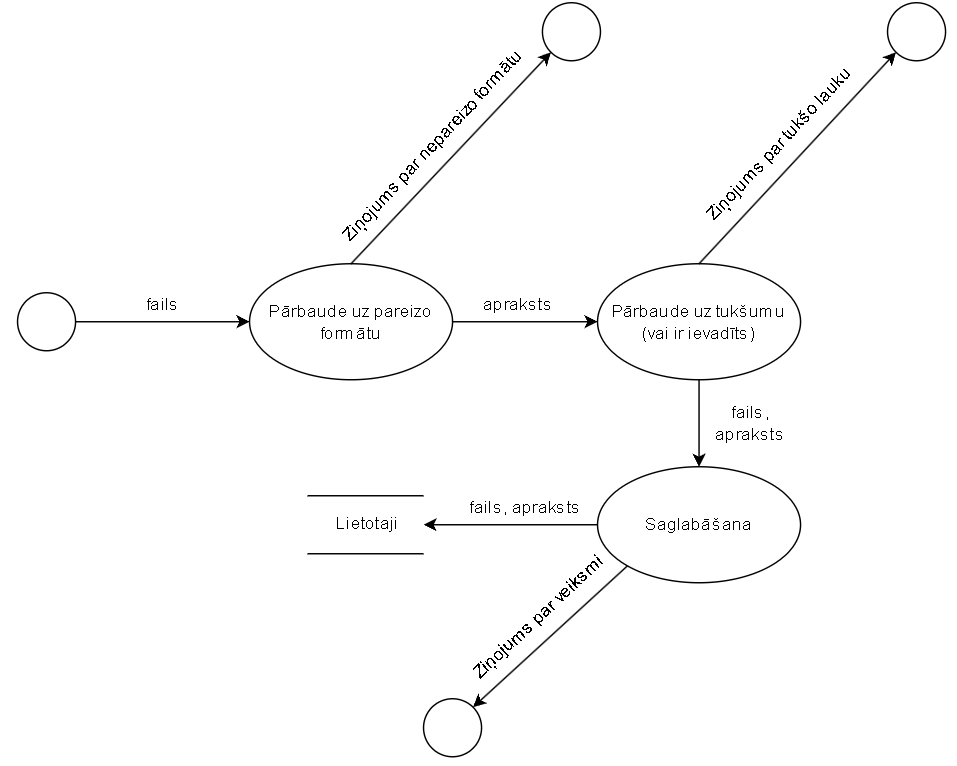 Ziņojums par nepareizo formātu
Ziņojums par tukšo lauku
fails
Pārbaude uz pareizo
formātu
apraksts
Pārbaude uz tukšumu
(vai ir ievadīts)
fails,
apraksts
Lietotaji
fails, apraksts
Saglabāšana
Ziņojums par veiksmi